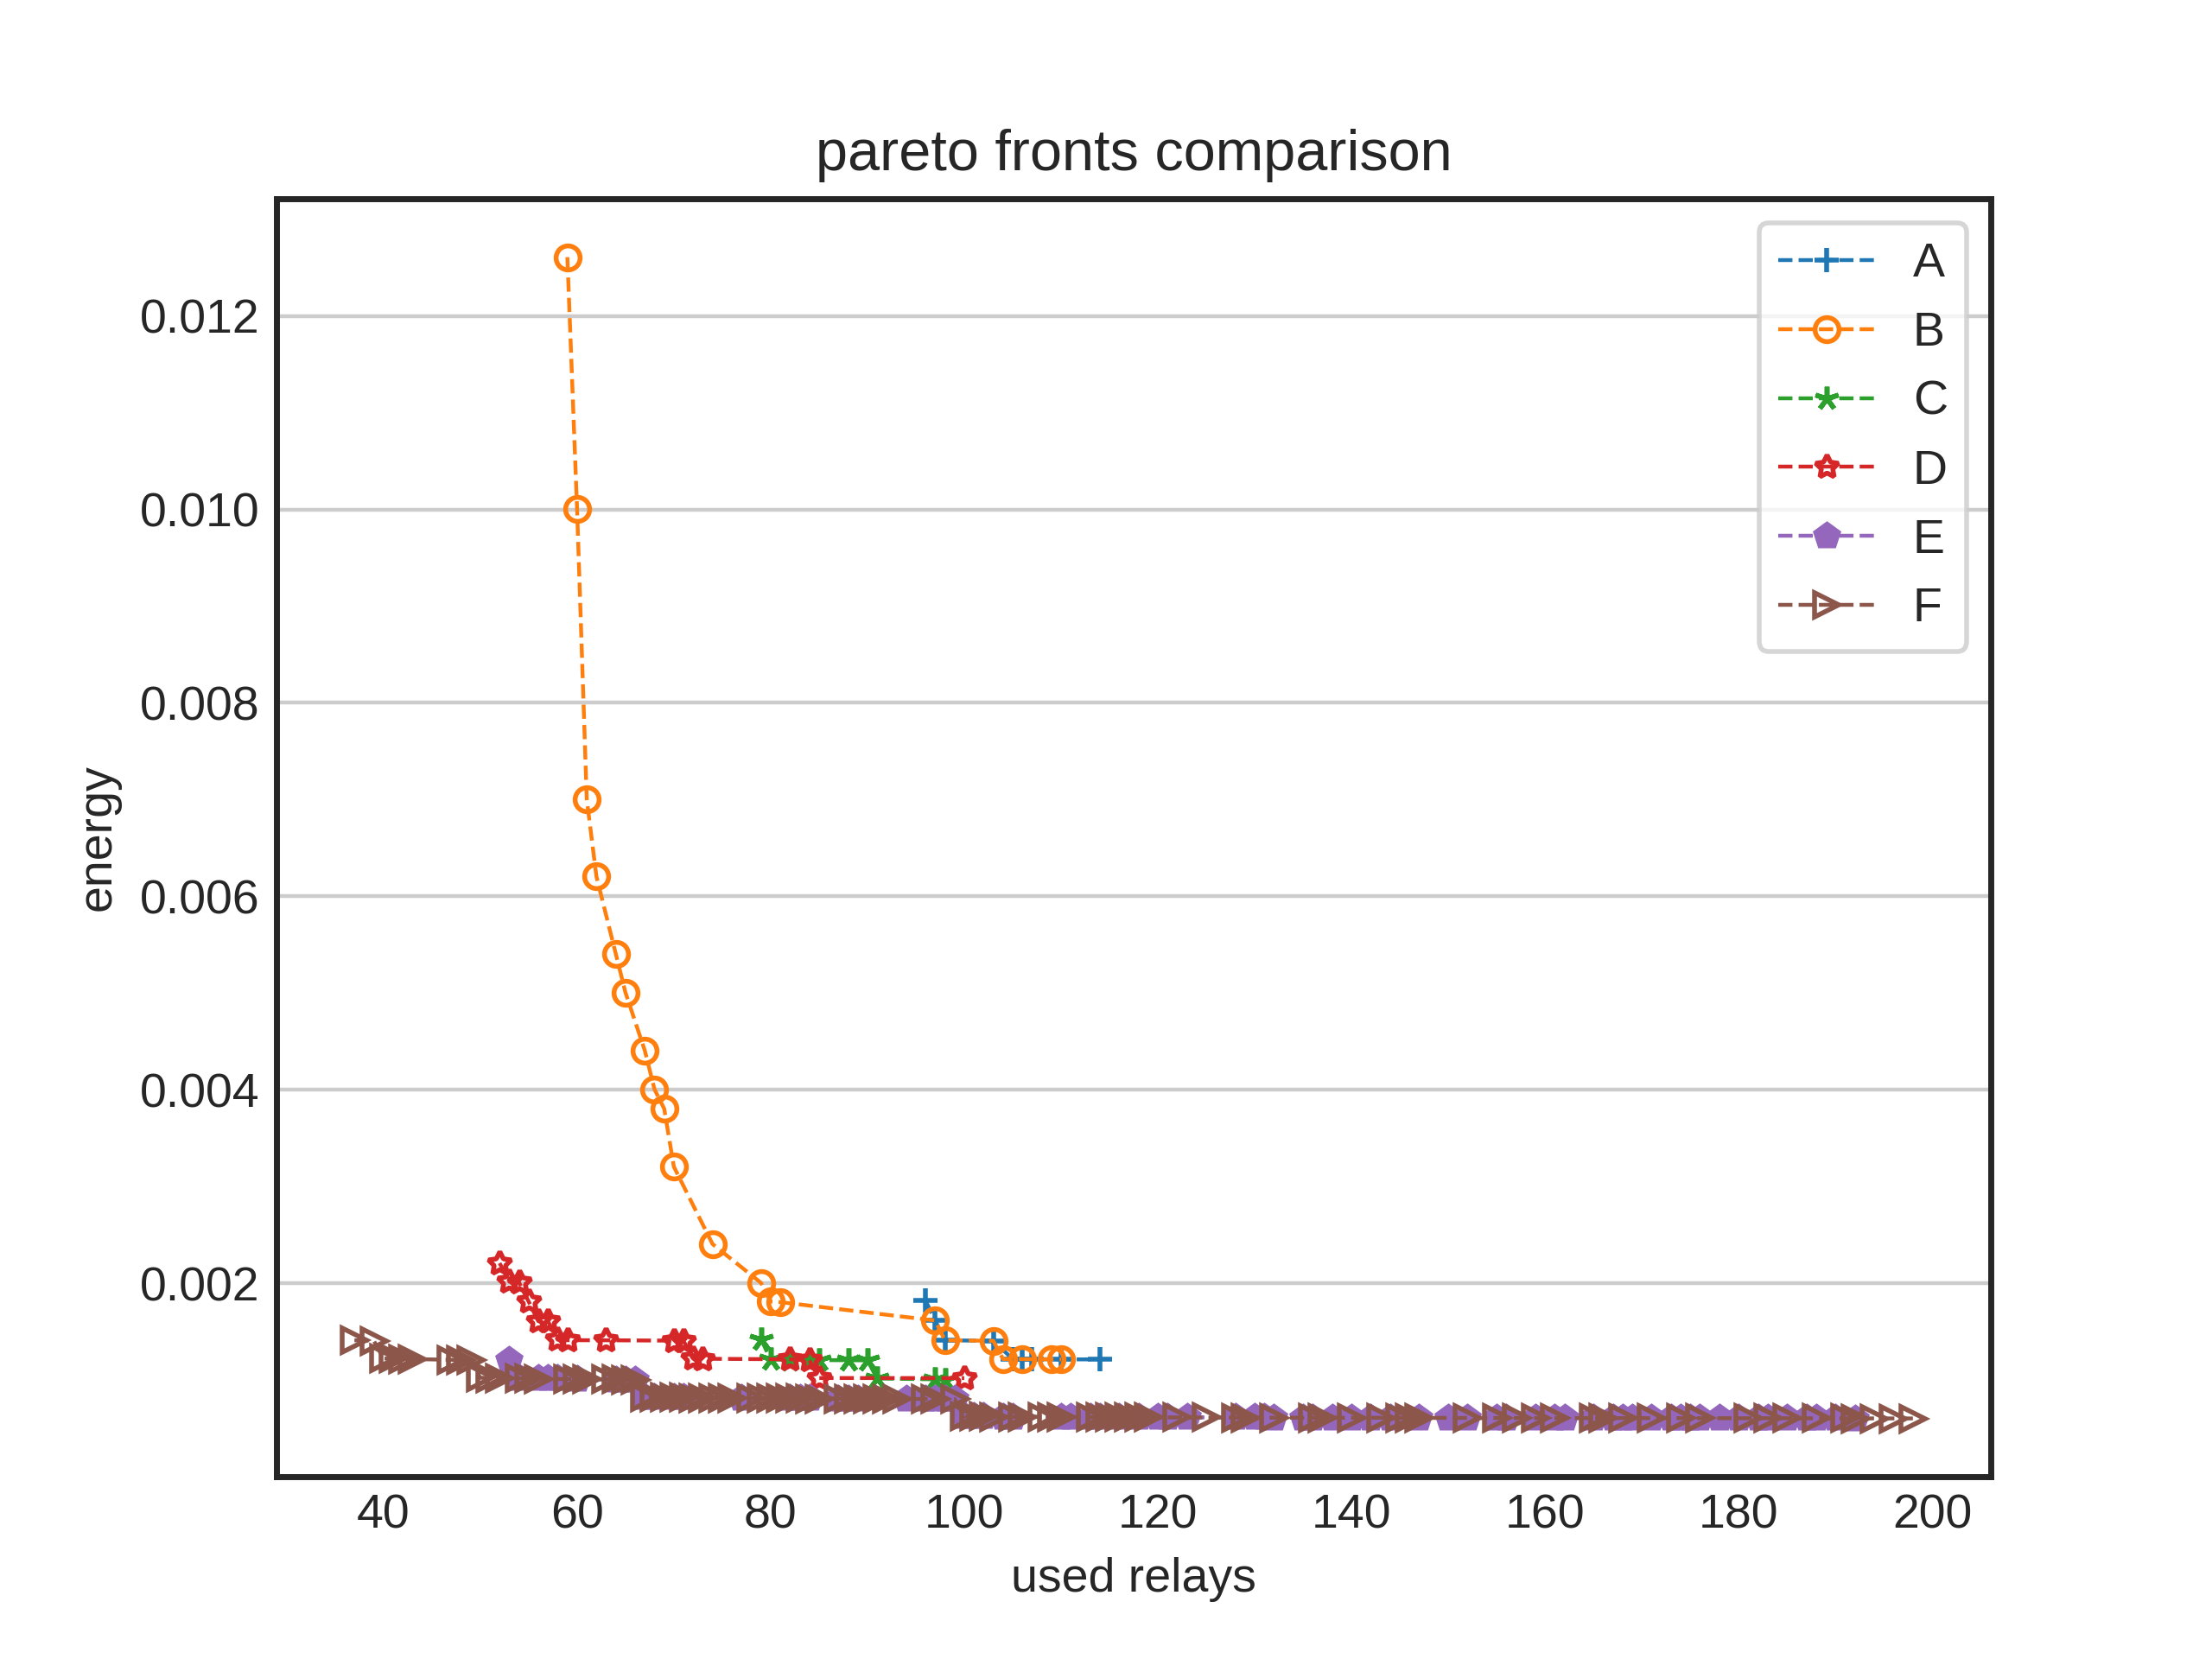 pareto fronts comparison
A
B
C
D
E
F
0.012
0.010
0.008
0.006
0.004
0.002
energy
40 60 80 100 120 140 160 180 200
used relays